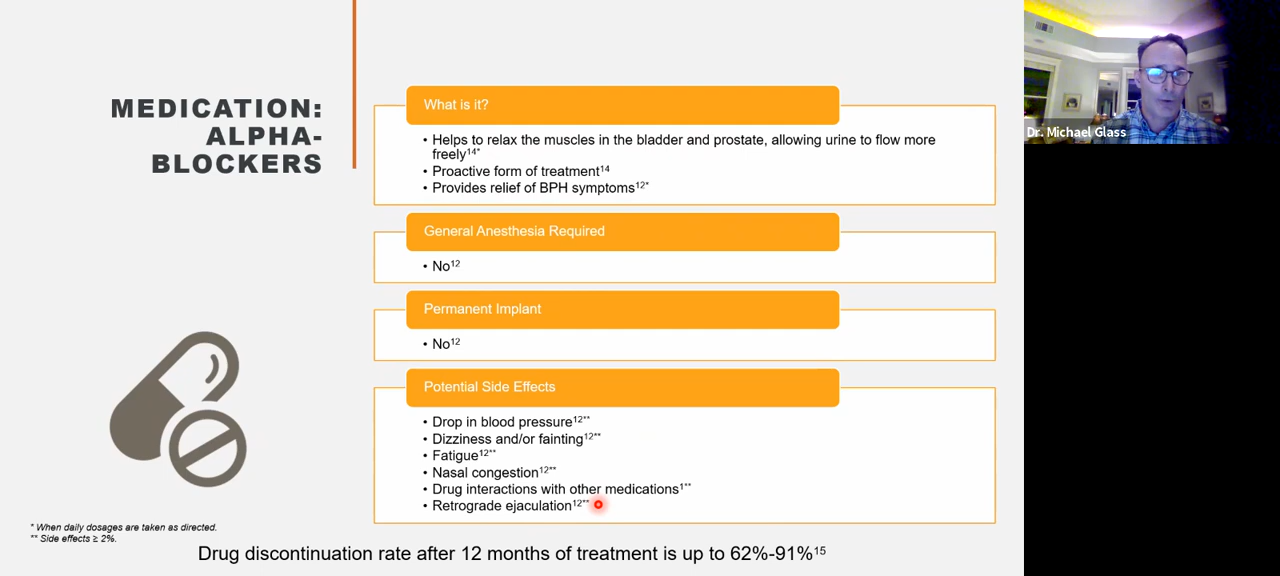 MEDICATION:
ALPHA-
BLOCKERS
What is it?
• Helps to relax the muscles in the bladder and prostate, allowing urine to flow more
freely14*
• Proactive form of treatment14
• Provides relief of BPH symptoms12*
General Anesthesia Required
• No12
Permanent Implant
• No12
Potential Side Effects
• Drop in blood pressure12**
• Dizziness and/or fainting12**
• Fatigue12**
• Nasal congestion12**
• Drug interactions with other medications1**
• Retrograde ejaculation12**
* When daily dosages are taken as directed.
** Side effects ≥ 2%.
Drug discontinuation rate after 12 months of treatment is up to 62%-91%15
Dr. Michael Glass